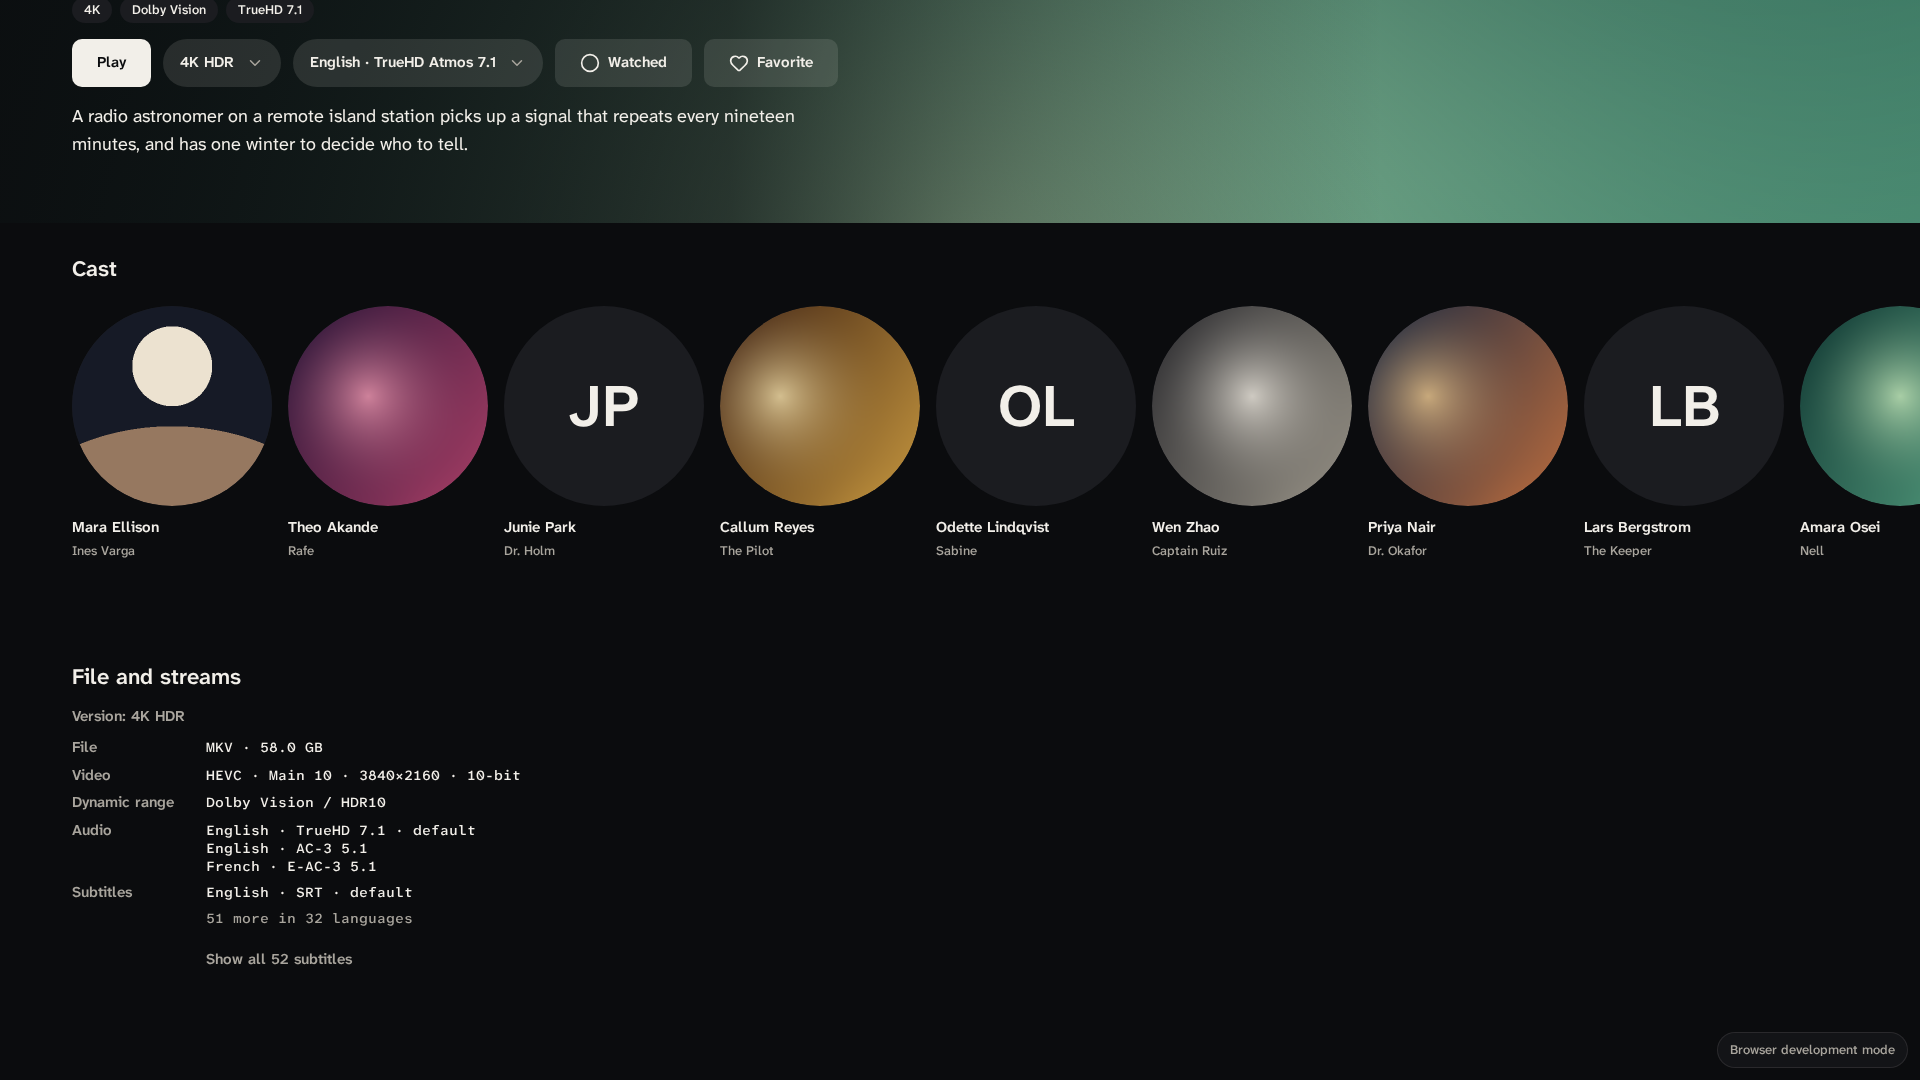 4K Dolby Vision TrueHD 7.1
Play 4K HDR English · TrueHD Atmos 7.1 Watched Favorite
A radio astronomer on a remote island station picks up a signal that repeats every nineteen
minutes, and has one winter to decide who to tell.
Cast
JP OL LB
Mara Ellison Theo Akande Junie Park Callum Reyes Odette Lindqvist Wen Zhao Priya Nair Lars Bergstrom Amara Osei
Ines Varga Rafe Dr. Holm The Pilot Sabine Captain Ruiz Dr. Okafor The Keeper Nell
File and streams
Version: 4K HDR
File MKV · 58.0 GB
Video HEVC · Main 10 · 3840×2160 · 10-bit
Dynamic range Dolby Vision / HDR10
Audio English · TrueHD 7.1 · default
English · AC-3 5.1
French · E-AC-3 5.1
Subtitles English · SRT · default
51 more in 32 languages
Show all 52 subtitles
Browser development mode